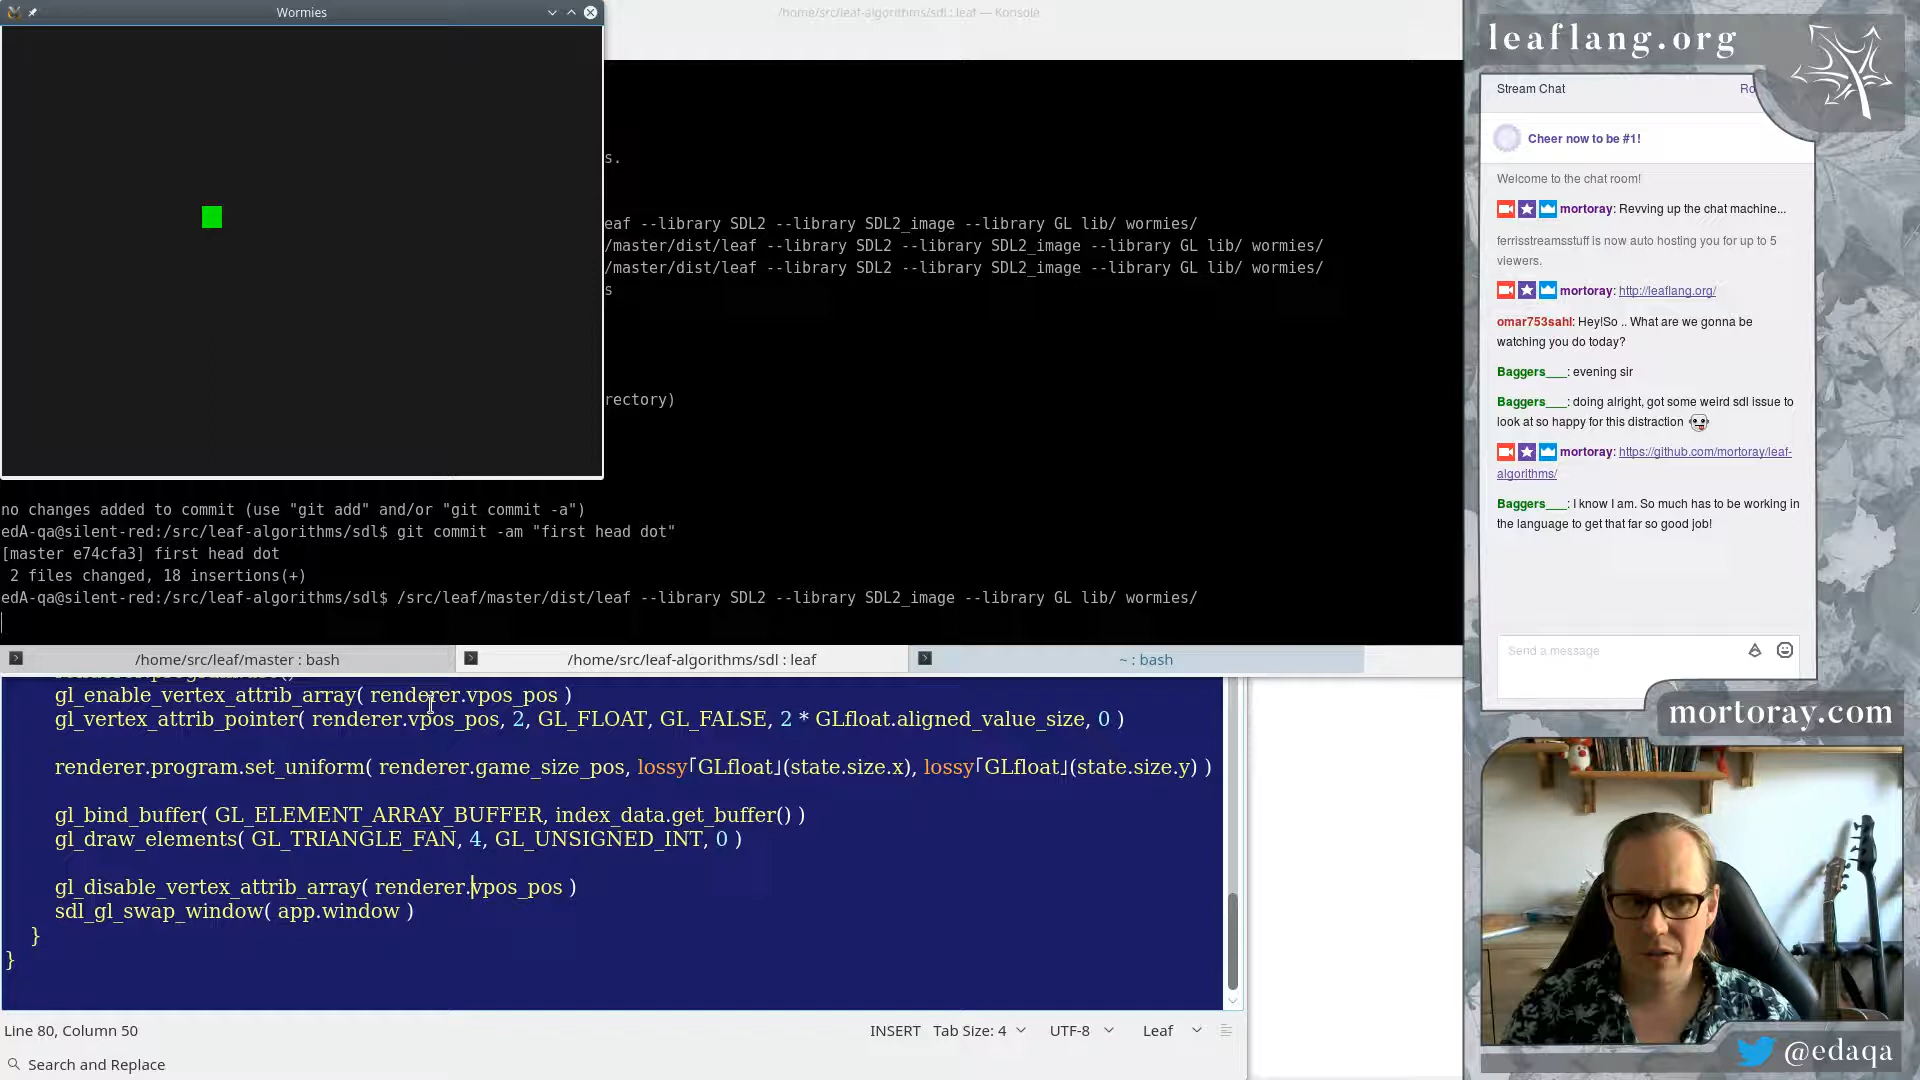 Wormies
/home/src/leaf-algorithms/sdl : leaf — Konsole
s.
eaf --library SDL2 --library SDL2_image --library GL lib/ wormies/
/master/dist/leaf --library SDL2 --library SDL2_image --library GL lib/ wormies/
/master/dist/leaf --library SDL2 --library SDL2_image --library GL lib/ wormies/
s
rectory)
no changes added to commit (use "git add" and/or "git commit -a")
edA-qa@silent-red:/src/leaf-algorithms/sdl$ git commit -am "first head dot"
[master e74cfa3] first head dot
2 files changed, 18 insertions(+)
edA-qa@silent-red:/src/leaf-algorithms/sdl$ /src/leaf/master/dist/leaf --library SDL2 --library SDL2_image --library GL lib/ wormies/
/home/src/leaf/master : bash
/home/src/leaf-algorithms/sdl : leaf
~ : bash
gl_enable_vertex_attrib_array( renderer.vpos_pos )
gl_vertex_attrib_pointer( renderer.vpos_pos, 2, GL_FLOAT, GL_FALSE, 2 * GLfloat.aligned_value_size, 0 )
renderer.program.set_uniform( renderer.game_size_pos, lossy｢GLfloat｣(state.size.x), lossy｢GLfloat｣(state.size.y) )
gl_bind_buffer( GL_ELEMENT_ARRAY_BUFFER, index_data.get_buffer() )
gl_draw_elements( GL_TRIANGLE_FAN, 4, GL_UNSIGNED_INT, 0 )
gl_disable_vertex_attrib_array( renderer.vpos_pos )
sdl_gl_swap_window( app.window )
}
}
Line 80, Column 50
INSERT Tab Size: 4 UTF-8 Leaf
Search and Replace
leaflang.org
Stream Chat
Ro
Cheer now to be #1!
Welcome to the chat room!
mortoray: Revving up the chat machine...
ferrisstreamsstuff is now auto hosting you for up to 5
viewers.
mortoray: http://leaflang.org/
omar753sahl: Hey!So .. What are we gonna be
watching you do today?
Baggers___: evening sir
Baggers___: doing alright, got some weird sdl issue to
look at so happy for this distraction
mortoray: https://github.com/mortoray/leaf-
algorithms/
Baggers___: I know I am. So much has to be working in
the language to get that far so good job!
Send a message
mortoray.com
@edaqa